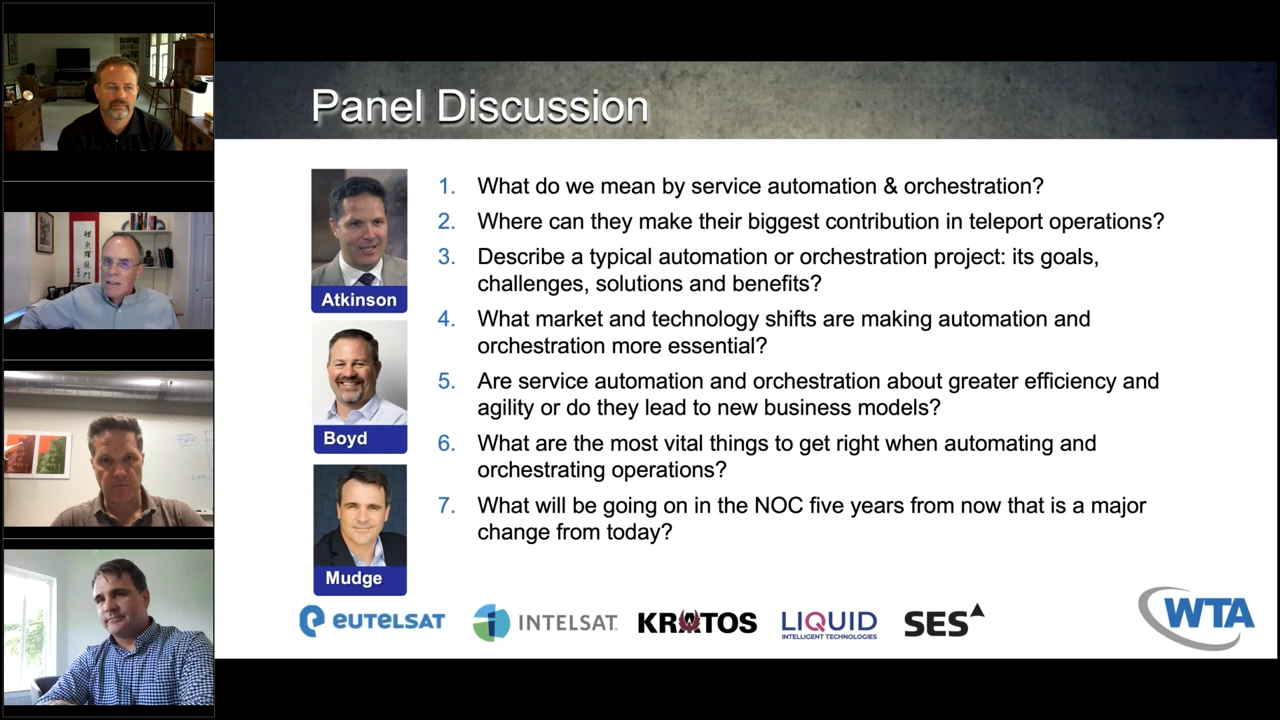 Panel Discussion
Atkinson
Boyd
Mudge
1. What do we mean by service automation & orchestration?
2. Where can they make their biggest contribution in teleport operations?
3. Describe a typical automation or orchestration project: its goals,
challenges, solutions and benefits?
4. What market and technology shifts are making automation and
orchestration more essential?
5. Are service automation and orchestration about greater efficiency and
agility or do they lead to new business models?
6. What are the most vital things to get right when automating and
orchestrating operations?
7. What will be going on in the NOC five years from now that is a major
change from today?
eutelsat
INTELSAT.
KRATOS
LIQUID
INTELLIGENT TECHNOLOGIES
SES
WTA